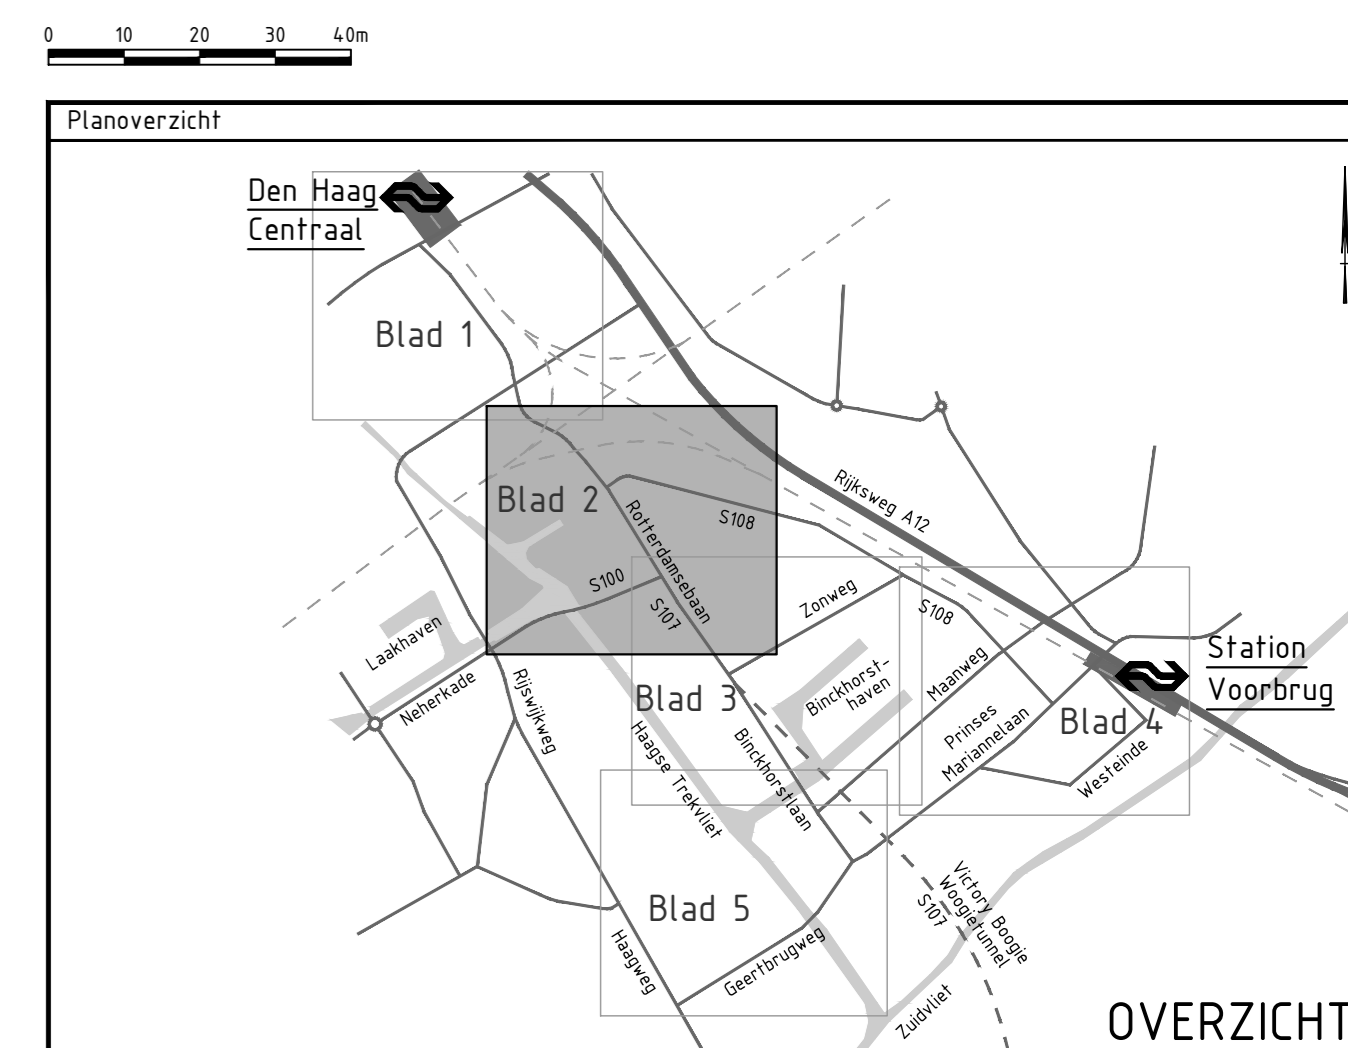 0 10 20 30 40m
Planoverzicht
Den Haag
Centraal
Blad 1
Blad 2
Rijksweg A12
S108
Rotterdamsebaan
S100
S107
Zonweg
S108
Laakhaven
Neherkade
Rijswijkweg
Blad 3
Binckhorst-
haven
Maanweg
Prinses
Mariannelaan
Station
Voorbrug
Blad 4
Westeinde
Haagse Trekvliet
Binckhorstlaan
Blad 5
Victory Boogie
Woogietunnel
S107
Haagweg
Geertbrugweg
Zuidvliet
OVERZICHT